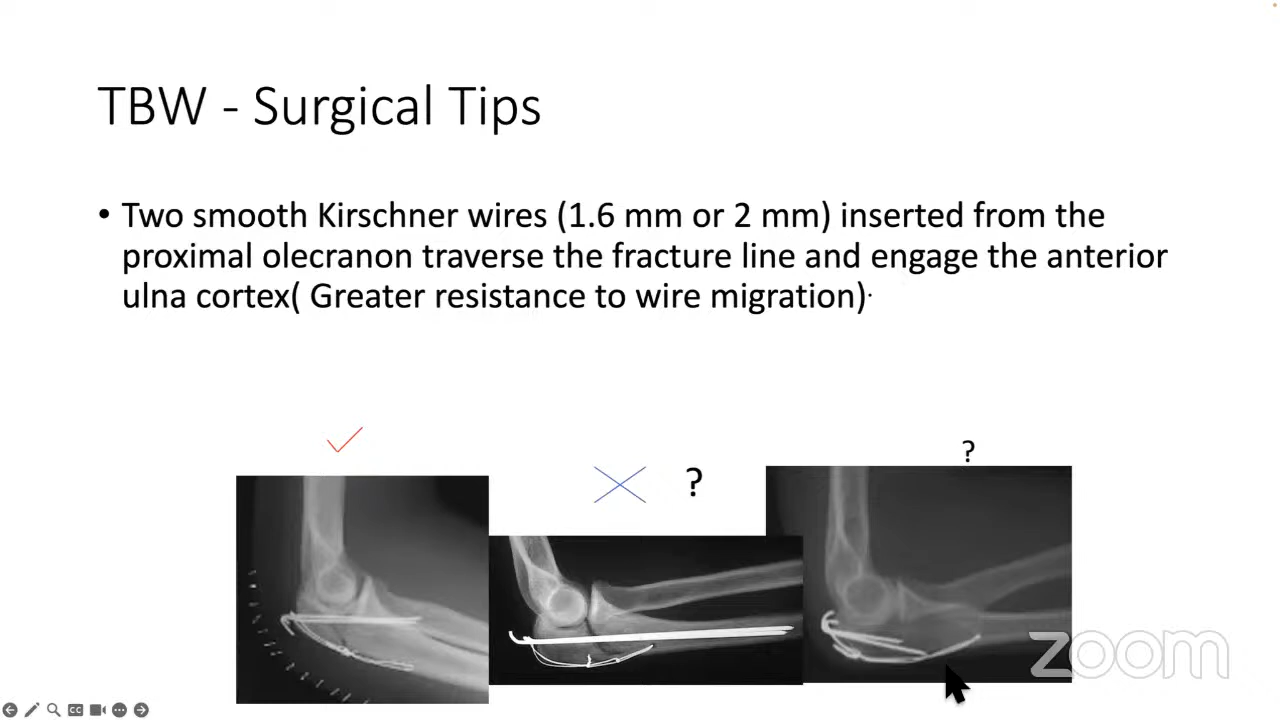 TBW - Surgical Tips
• Two smooth Kirschner wires (1.6 mm or 2 mm) inserted from the
proximal olecranon traverse the fracture line and engage the anterior
ulna cortex( Greater resistance to wire migration).
?
?
zoom
CC